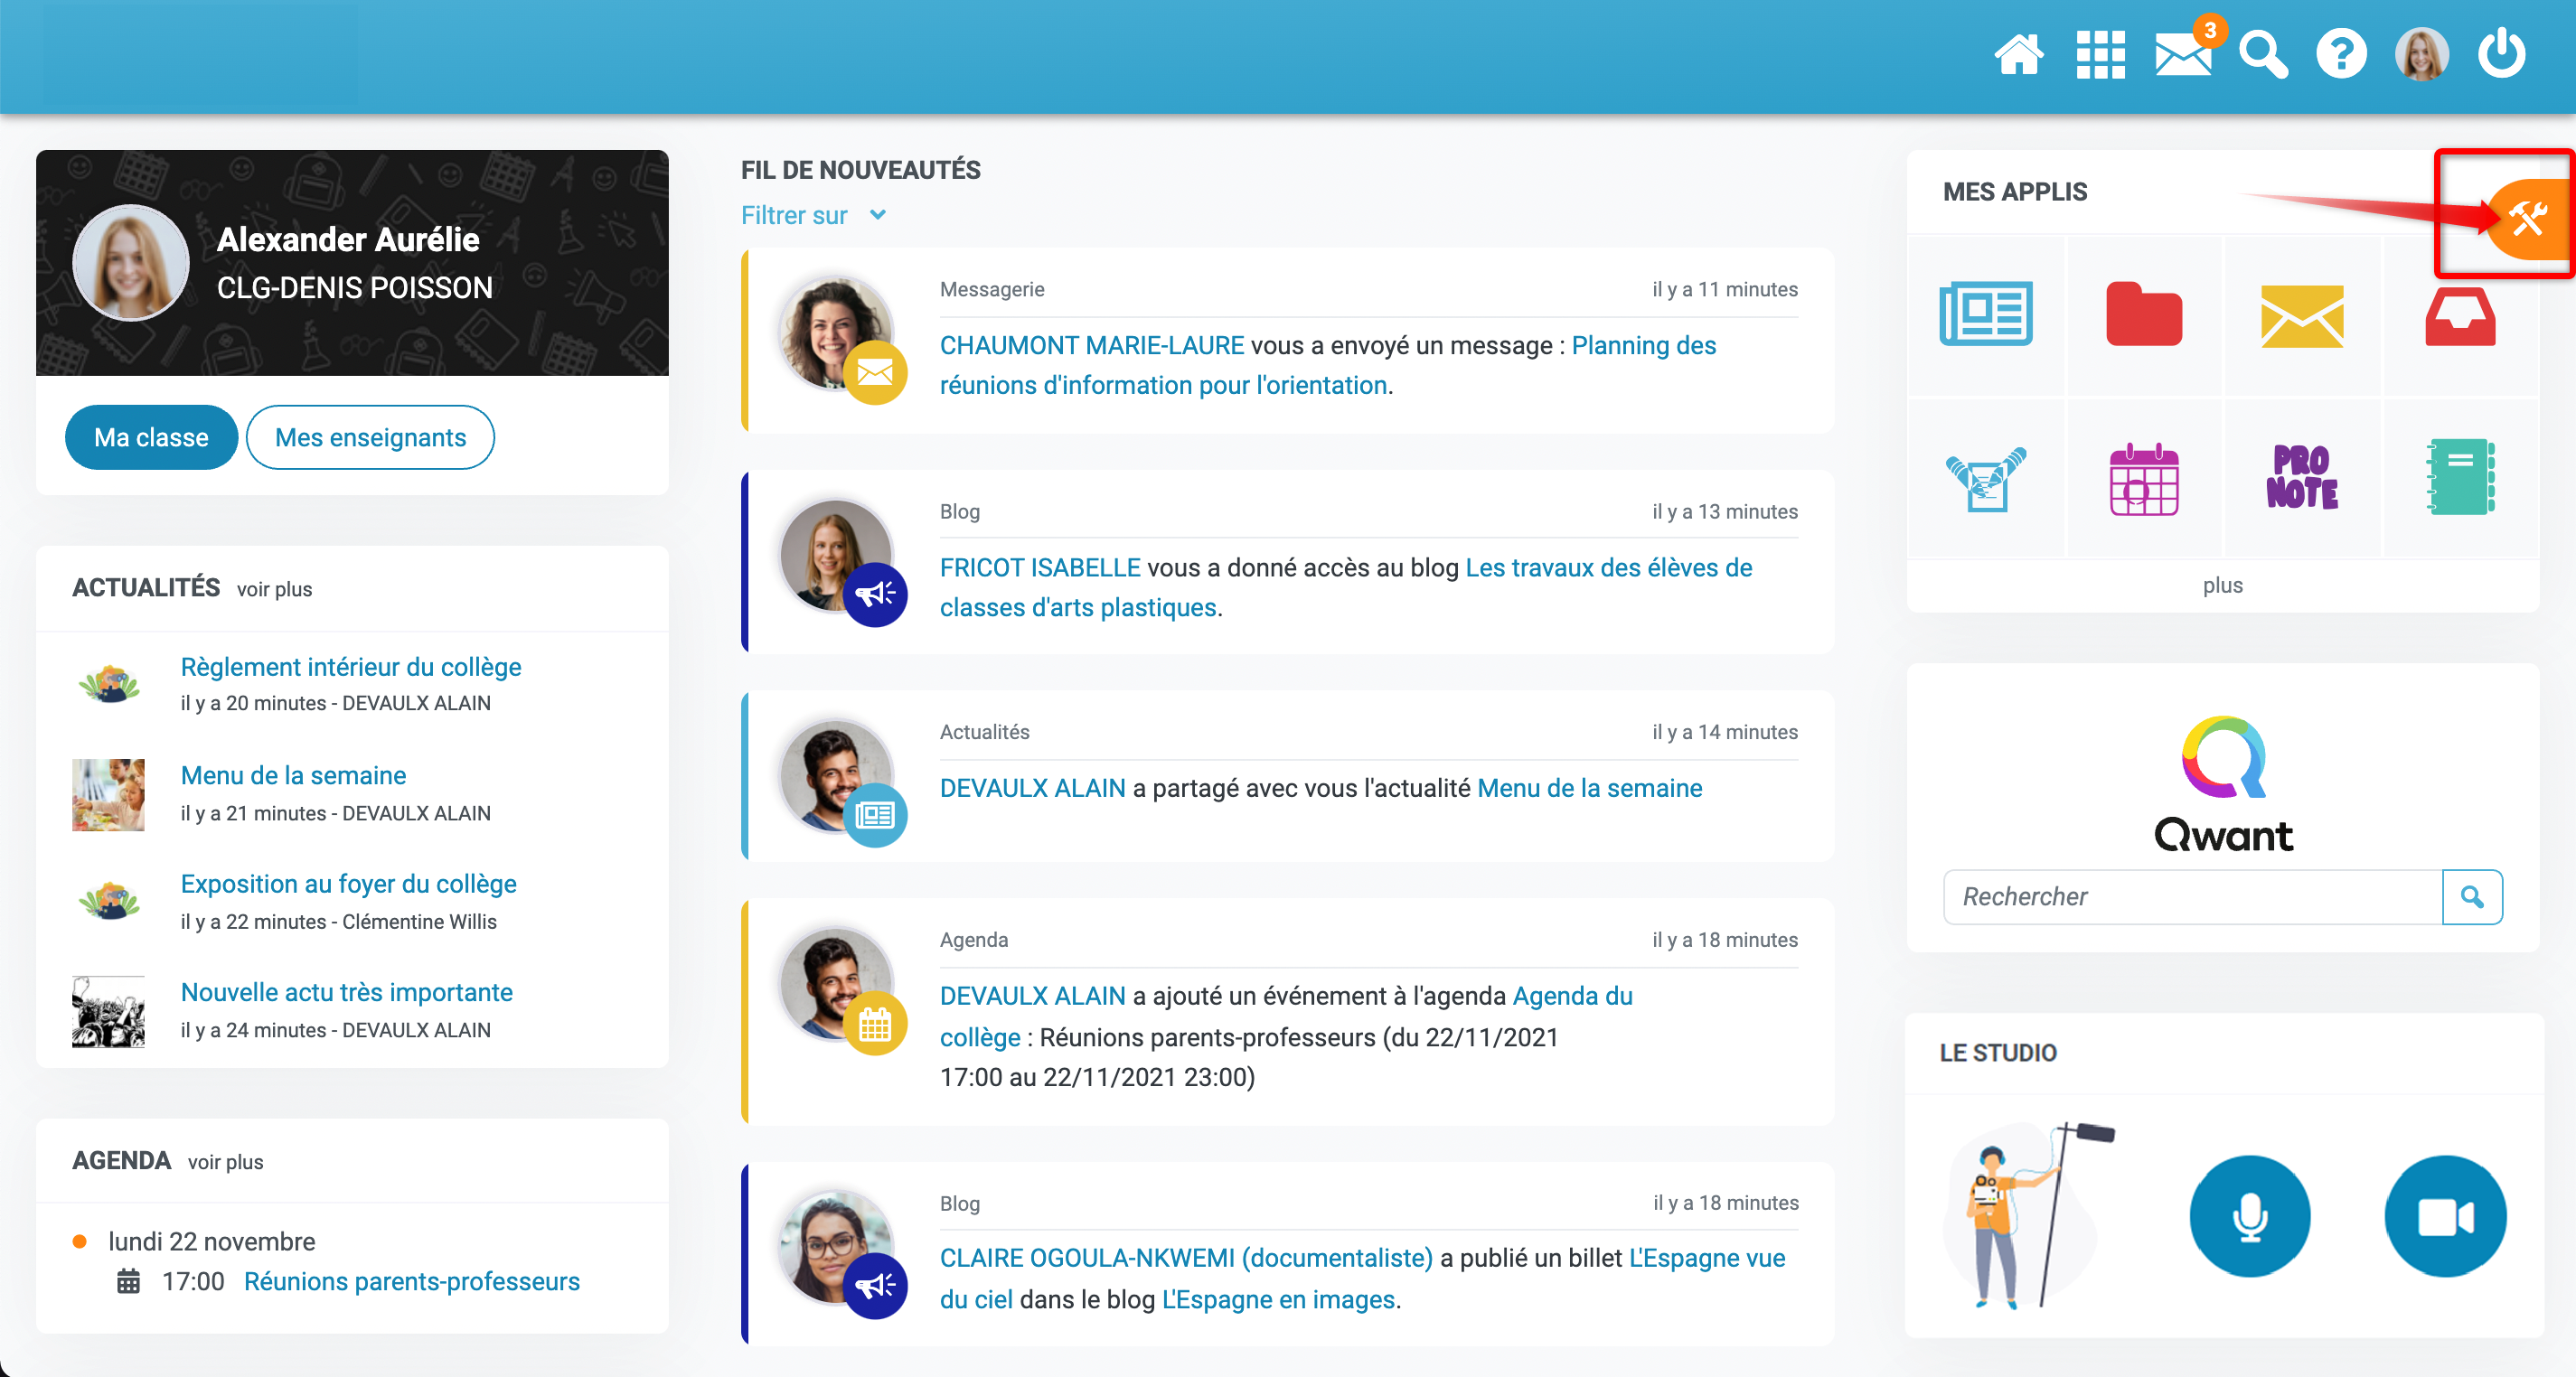 3
Alexander Aurélie
CLG-DENIS POISSON
Ma classe
Mes enseignants
ACTUALITÉS voir plus
Règlement intérieur du collège
il y a 20 minutes - DEVAULX ALAIN
Menu de la semaine
il y a 21 minutes - DEVAULX ALAIN
Exposition au foyer du collège
il y a 22 minutes - Clémentine Willis
Nouvelle actu très importante
il y a 24 minutes - DEVAULX ALAIN
AGENDA voir plus
lundi 22 novembre
17:00 Réunions parents-professeurs
FIL DE NOUVEAUTÉS
Filtrer sur
Messagerie il y a 11 minutes
CHAUMONT MARIE-LAURE vous a envoyé un message : Planning des
réunions d'information pour l'orientation.
Blog il y a 13 minutes
FRICOT ISABELLE vous a donné accès au blog Les travaux des élèves de
classes d'arts plastiques.
Actualités il y a 14 minutes
DEVAULX ALAIN a partagé avec vous l'actualité Menu de la semaine
Agenda il y a 18 minutes
DEVAULX ALAIN a ajouté un événement à l'agenda Agenda du
collège : Réunions parents-professeurs (du 22/11/2021
17:00 au 22/11/2021 23:00)
Blog il y a 18 minutes
CLAIRE OGOULA-NKWEMI (documentaliste) a publié un billet L'Espagne vue
du ciel dans le blog L'Espagne en images.
MES APPLIS
PRO
NOTE
plus
Qwant
Rechercher
LE STUDIO